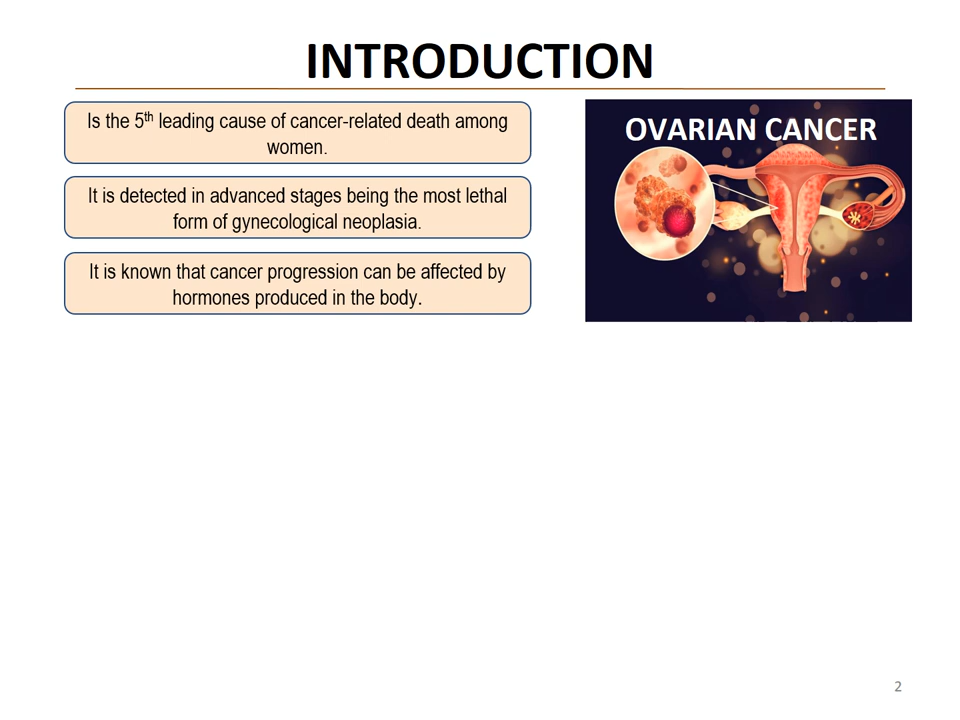 INTRODUCTION
Is the 5th leading cause of cancer-related death among
women.
It is detected in advanced stages being the most lethal
form of gynecological neoplasia.
It is known that cancer progression can be affected by
hormones produced in the body.
OVARIAN CANCER
2